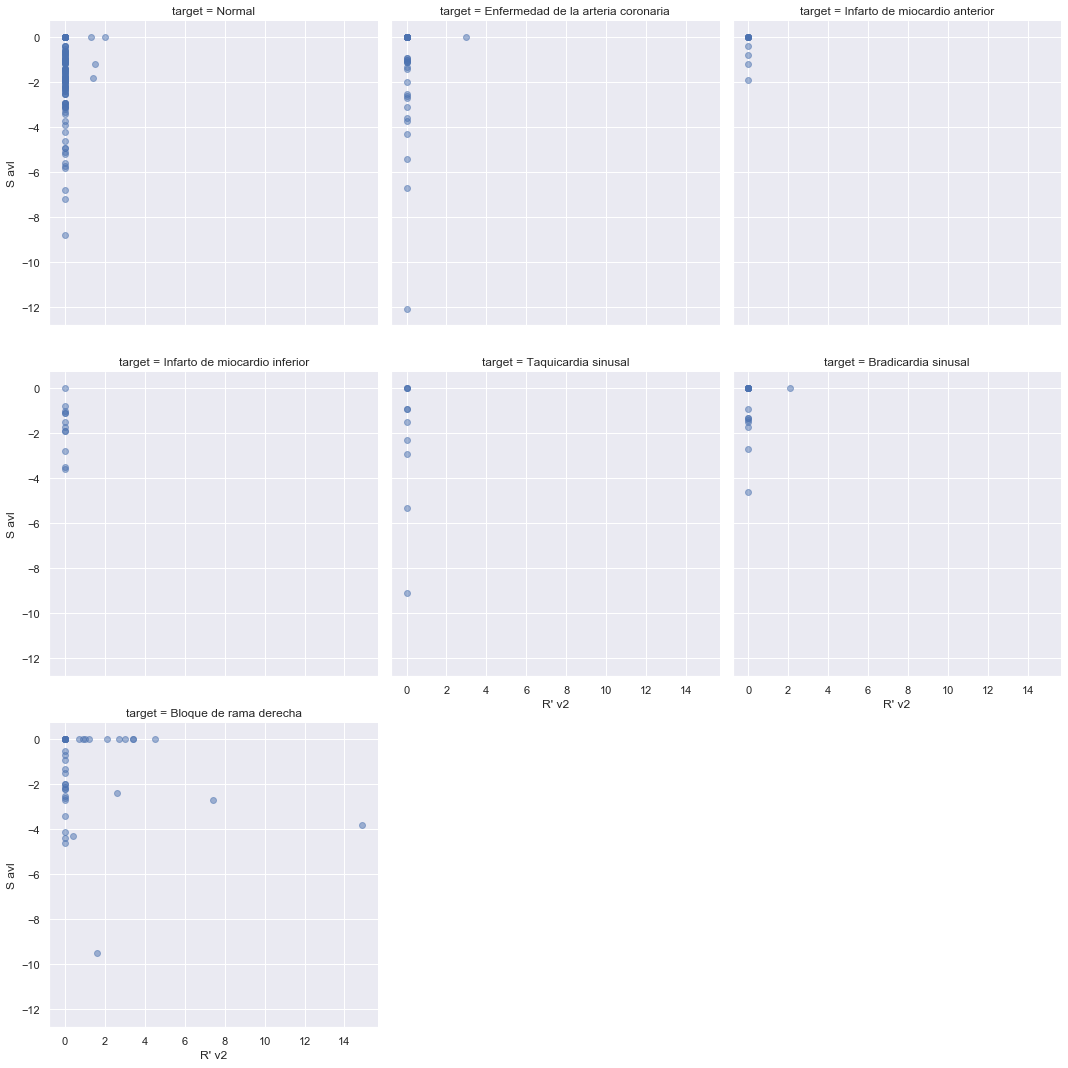 target = Normal
target = Enfermedad de la arteria coronaria
target = Infarto de miocardio anterior
0
−2
−4
−6
−8
−10
−12
S avl
target = Infarto de miocardio inferior
target = Taquicardia sinusal
target = Bradicardia sinusal
0
−2
−4
−6
−8
−10
−12
S avl
0 2 4 6 8 10 12 14
R' v2
0 2 4 6 8 10 12 14
R' v2
target = Bloque de rama derecha
0
−2
−4
−6
−8
−10
−12
S avl
0 2 4 6 8 10 12 14
R' v2